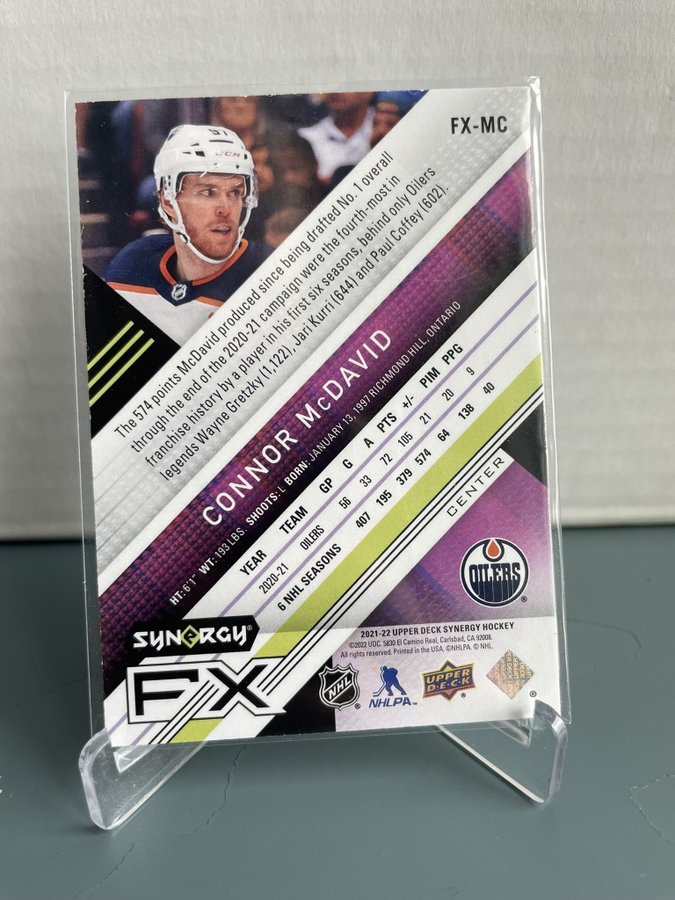 97
CCM
FX-MC
The 574 points McDavid produced since being drafted No. 1 overall
through the end of the 2020-21 campaign were the fourth-most in
franchise history by a player in his first six seasons, behind only Oilers
legends Wayne Gretzky (1,122), Jari Kurri (644) and Paul Coffey (602).
CONNOR McDAVID
HT: 6'1" WT: 193 LBS. SHOOTS: L BORN: JANUARY 13, 1997 RICHMOND HILL, ONTARIO
YEAR TEAM GP G A PTS +/- PIM PPG
2020-21 OILERS 56 33 72 105 21 20 9
6 NHL SEASONS 407 195 379 574 64 138 40
CENTER
OILERS
SYNERGY
FX
2021-22 UPPER DECK SYNERGY HOCKEY
©2022 UDC. 5830 El Camino Real, Carlsbad, CA 92008.
All rights reserved. Printed in the USA. ©NHLPA. © NHL.
NHL
NHLPA
UPPER
DECK